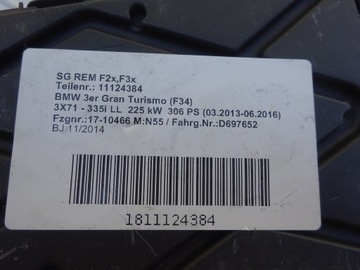 SG REM F2x,F3x
Teilenr.: 11124384
BMW 3er Gran Turismo (F34)
3X71 - 335i LL 225 kW 306 PS (03.2013-06.2016)
Fzgnr.:17-10466 M:N55 / Fahrg.Nr.:D697652
BJ:11/2014
1811124384